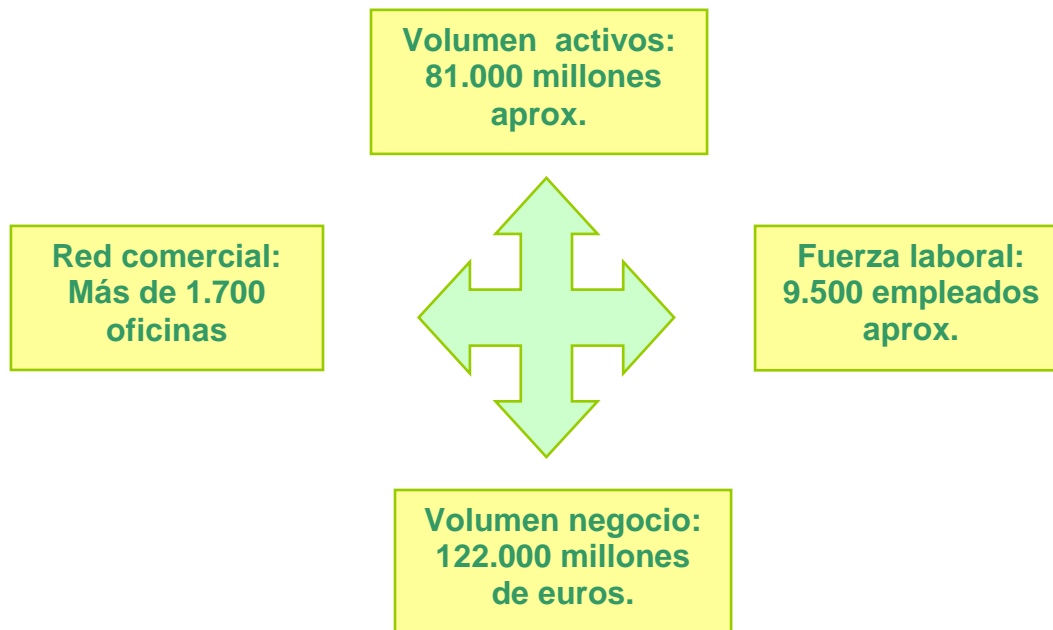 Volumen activos:
81.000 millones
aprox.
Red comercial:
Más de 1.700
oficinas
Fuerza laboral:
9.500 empleados
aprox.
Volumen negocio:
122.000 millones
de euros.